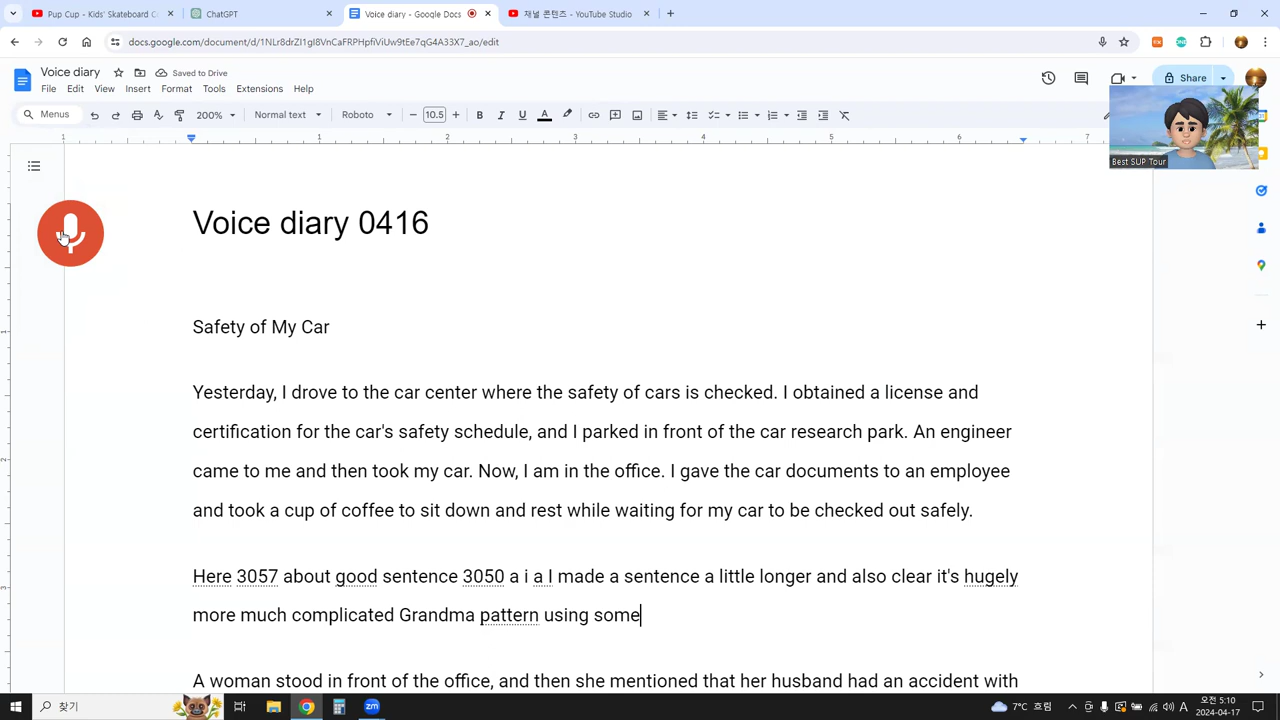 Pup Cup - Kids' Skateboard C
ChatGPT
Voice diary - Google Docs
채널 콘텐츠 - YouTube Studio
docs.google.com/document/d/1NLr8drZI1gI8VnCaFRPHpfiViUw9tEe7qG4A33X7_ao/edit
Voice diary
Saved to Drive
Share
File Edit View Insert Format Tools Extensions Help
Menus
200%
Normal text
Roboto
10.5
B I U A
1 1 2 3 4 5 6 7
Best SUP Tour
Voice diary 0416
Safety of My Car
Yesterday, I drove to the car center where the safety of cars is checked. I obtained a license and
certification for the car's safety schedule, and I parked in front of the car research park. An engineer
came to me and then took my car. Now, I am in the office. I gave the car documents to an employee
and took a cup of coffee to sit down and rest while waiting for my car to be checked out safely.
Here 3057 about good sentence 3050 a i a I made a sentence a little longer and also clear it's hugely
more much complicated Grandma pattern using some
A woman stood in front of the office, and then she mentioned that her husband had an accident with
찾기
7°C 흐림
A
오전 5:10
2024-04-17